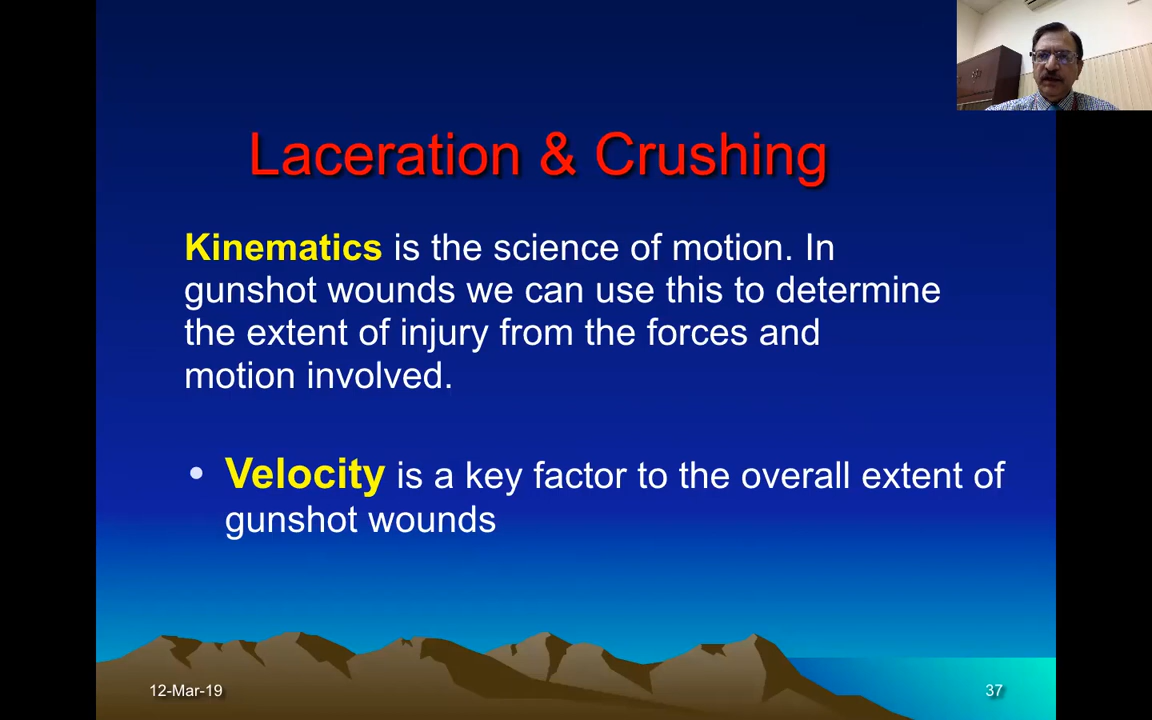 Laceration & Crushing
Kinematics is the science of motion. In
gunshot wounds we can use this to determine
the extent of injury from the forces and
motion involved.
• Velocity is a key factor to the overall extent of
gunshot wounds
12-Mar-19
37